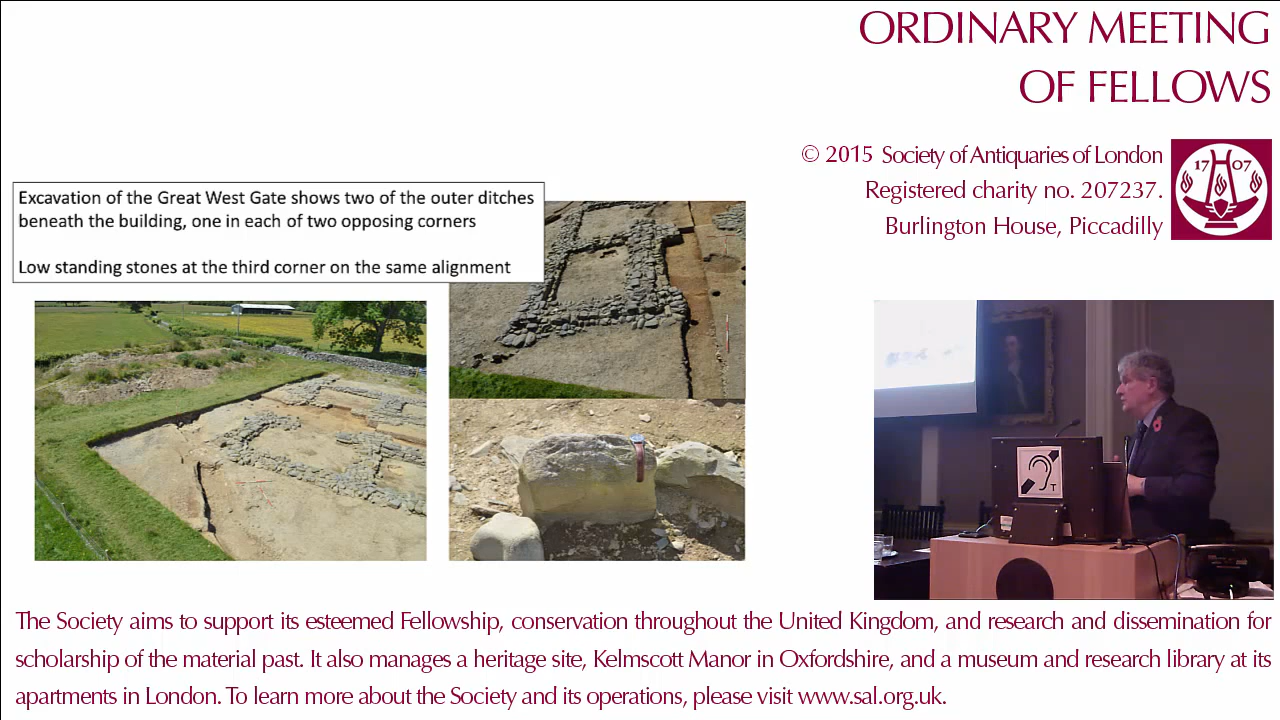 ORDINARY MEETING
OF FELLOWS
© 2015 Society of Antiquaries of London
Registered charity no. 207237.
Burlington House, Piccadilly
17 07
Excavation of the Great West Gate shows two of the outer ditches
beneath the building, one in each of two opposing corners
Low standing stones at the third corner on the same alignment
T
The Society aims to support its esteemed Fellowship, conservation throughout the United Kingdom, and research and dissemination for
scholarship of the material past. It also manages a heritage site, Kelmscott Manor in Oxfordshire, and a museum and research library at its
apartments in London. To learn more about the Society and its operations, please visit www.sal.org.uk.